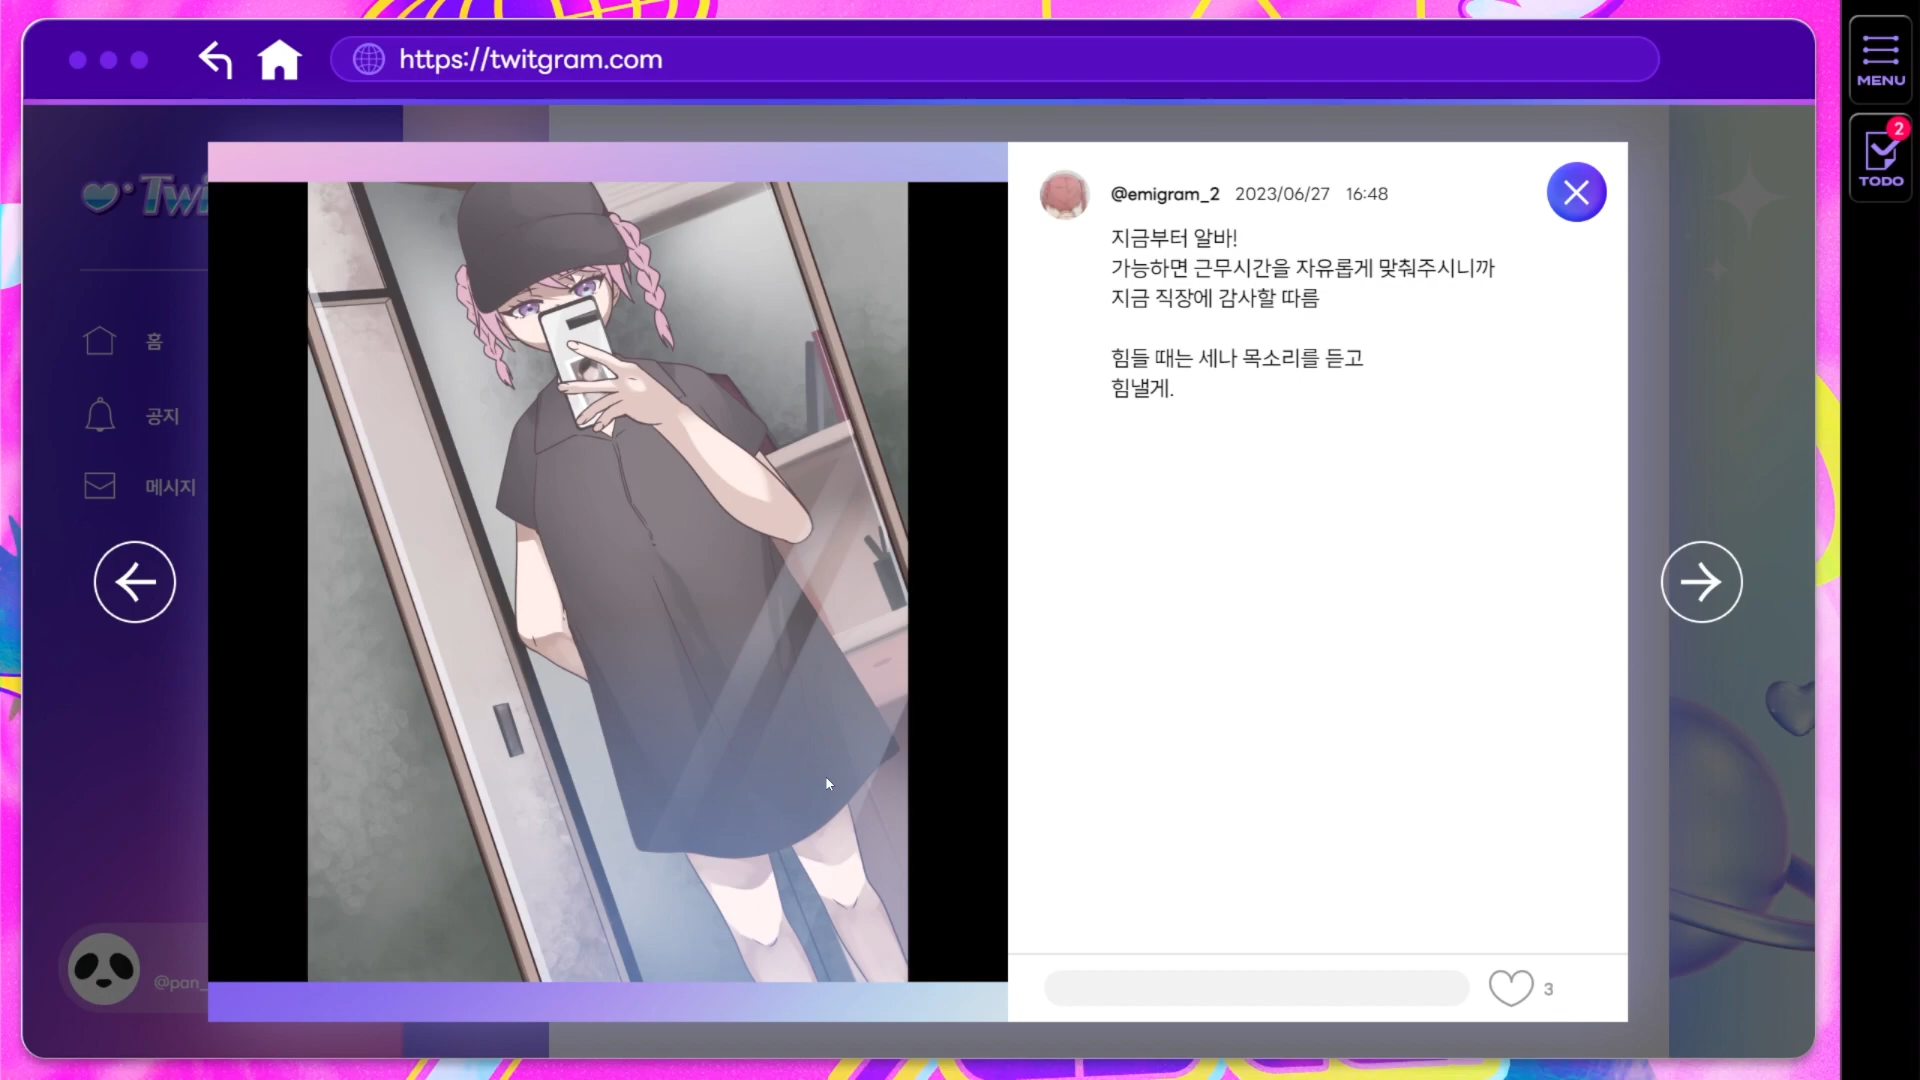 https://twitgram.com
MENU
2
TODO
Twi
홈
공지
메시지
@pan_
@emigram_2 2023/06/27 16:48
지금부터 알바!
가능하면 근무시간을 자유롭게 맞춰주시니까
지금 직장에 감사할 따름
힘들 때는 세나 목소리를 듣고
힘낼게.
3